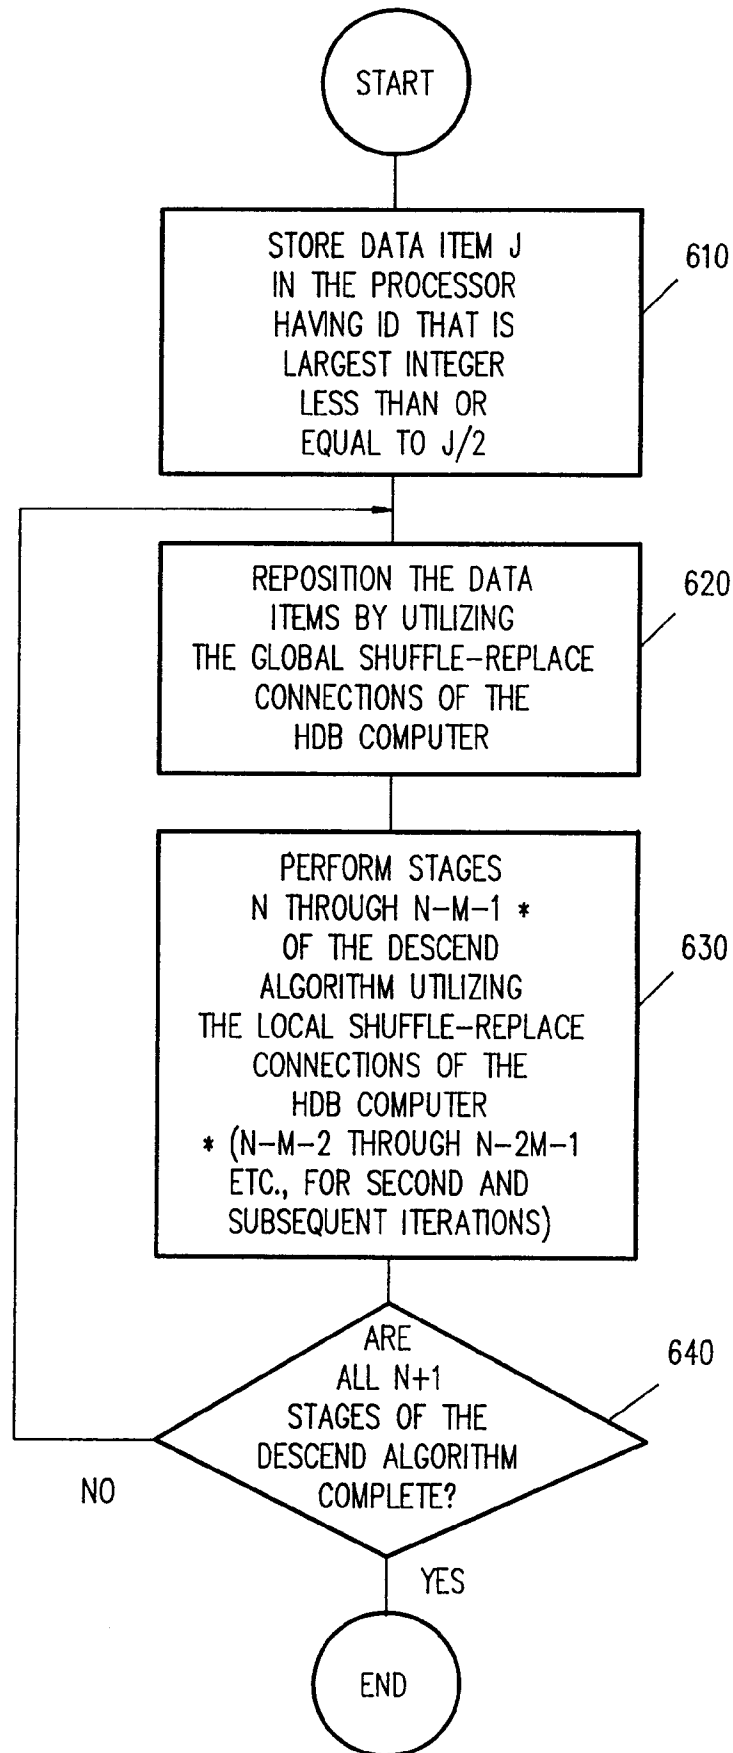 START
STORE DATA ITEM J
IN THE PROCESSOR
HAVING ID THAT IS
LARGEST INTEGER
LESS THAN OR
EQUAL TO J/2
610
REPOSITION THE DATA
ITEMS BY UTILIZING
THE GLOBAL SHUFFLE-REPLACE
CONNECTIONS OF THE
HDB COMPUTER
620
PERFORM STAGES
N THROUGH N-M-1 *
OF THE DESCEND
ALGORITHM UTILIZING
THE LOCAL SHUFFLE-REPLACE
CONNECTIONS OF THE
HDB COMPUTER
* (N-M-2 THROUGH N-2M-1
ETC., FOR SECOND AND
SUBSEQUENT ITERATIONS)
630
ARE
ALL N+1
STAGES OF THE
DESCEND ALGORITHM
COMPLETE?
640
NO
YES
END